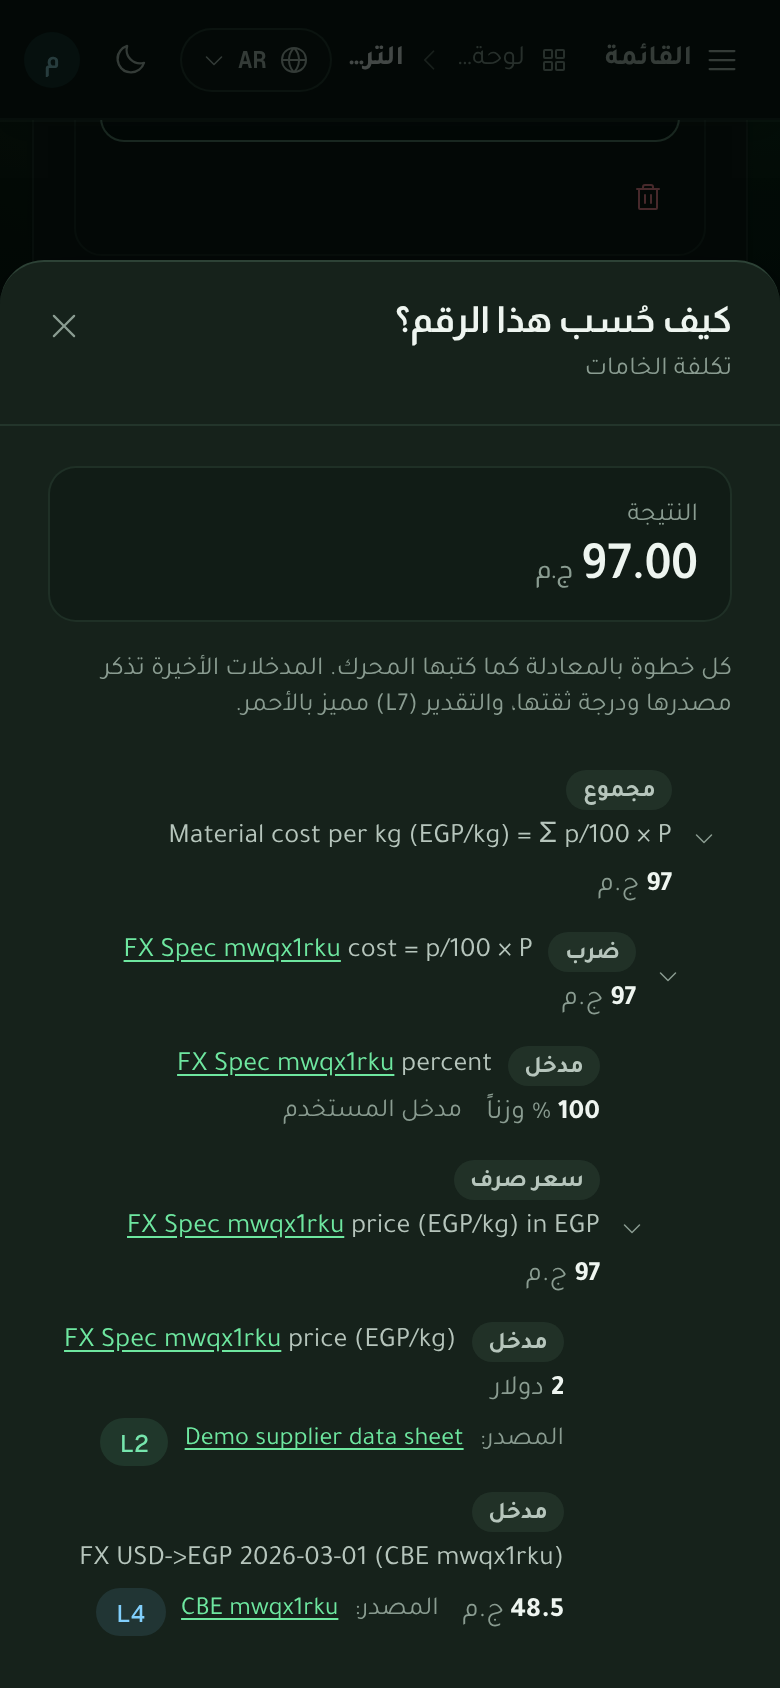 القائمة
لوحة...
التر...
AR
م
كيف حُسب هذا الرقم؟
تكلفة الخامات
النتيجة
97.00 ج.م
كل خطوة بالمعادلة كما كتبها المحرك. المدخلات الأخيرة تذكر
مصدرها ودرجة ثقتها، والتقدير (L7) مميز بالأحمر.
مجموع
Material cost per kg (EGP/kg) = Σ p/100 × P
97 ج.م
ضرب FX Spec mwqx1rku cost = p/100 × P
97 ج.م
مدخل FX Spec mwqx1rku percent
100 % وزناً مدخل المستخدم
سعر صرف
FX Spec mwqx1rku price (EGP/kg) in EGP
97 ج.م
مدخل FX Spec mwqx1rku price (EGP/kg)
2 دولار
المصدر: Demo supplier data sheet L2
مدخل
FX USD->EGP 2026-03-01 (CBE mwqx1rku)
48.5 ج.م المصدر: CBE mwqx1rku L4